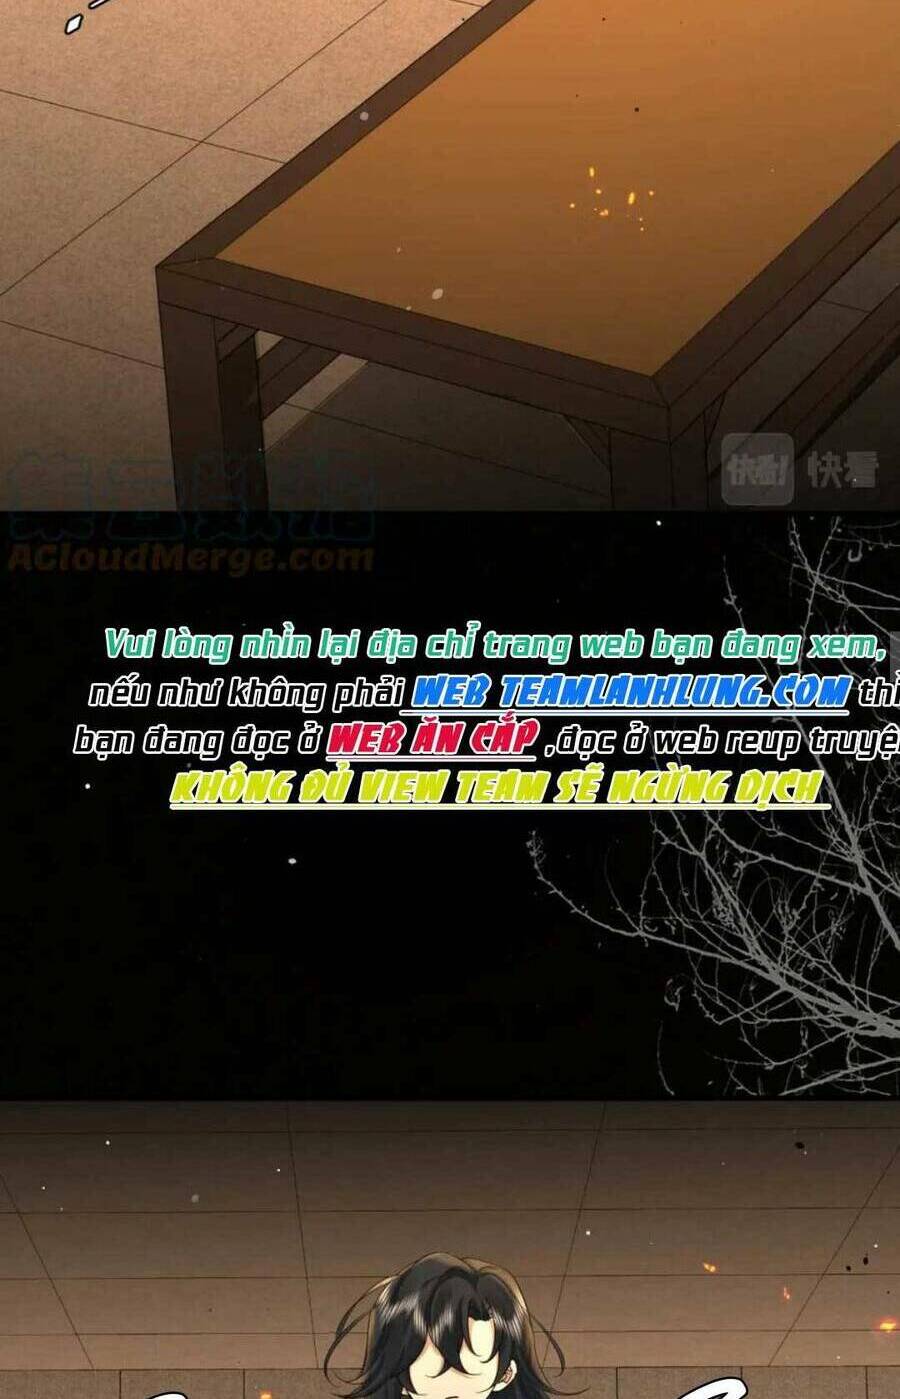 快看! 快看
ACloudMerge.com
Vui lòng nhìn lại địa chỉ trang web bạn đang xem,
nếu như không phải WEB TEAMLANHLUNG.COM thì
bạn đang đọc ở WEB ĂN CẮP ,đọc ở web reup truyện
KHÔNG ĐỦ VIEW TEAM SẼ NGỪNG DỊCH